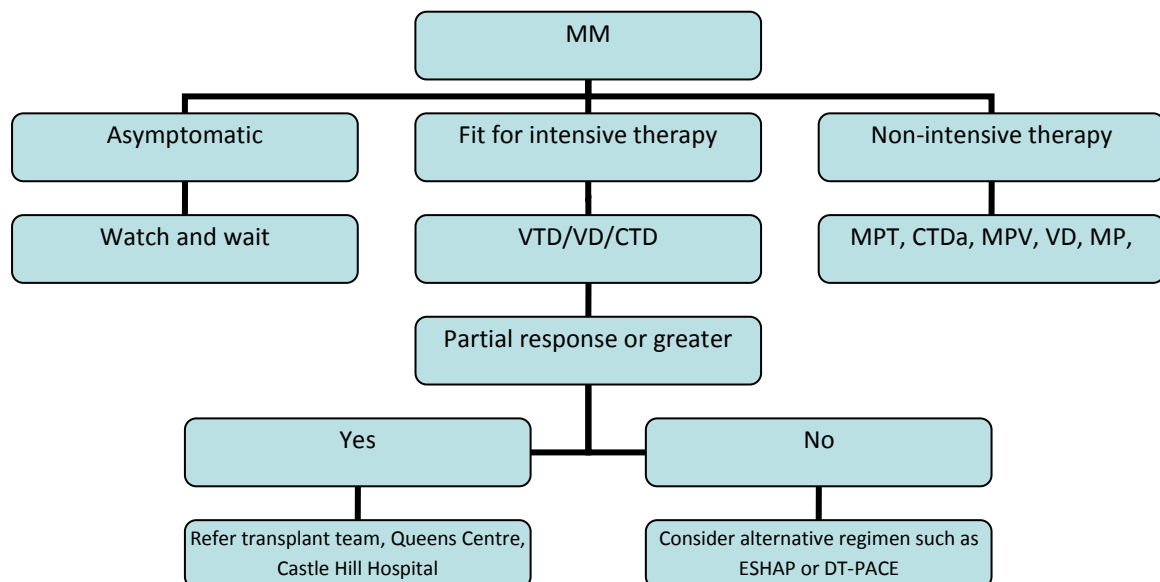 MM
Asymptomatic
Fit for intensive therapy
Non-intensive therapy
Watch and wait
VTD/VD/CTD
MPT, CTDa, MPV, VD, MP,
Partial response or greater
Yes
No
Refer transplant team, Queens Centre,
Castle Hill Hospital
Consider alternative regimen such as
ESHAP or DT-PACE